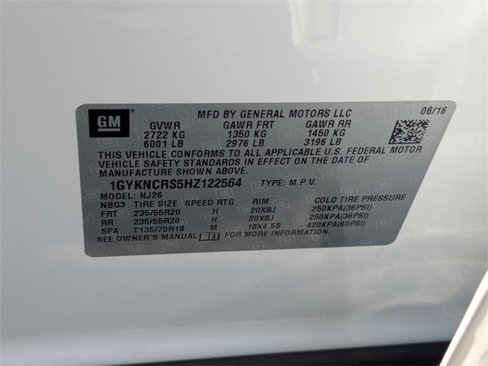 GM
MFD BY GENERAL MOTORS LLC 06/16
GVWR GAWR FRT GAWR RR
2722 KG 1350 KG 1450 KG
6001 LB 2976 LB 3196 LB
THIS VEHICLE CONFORMS TO ALL APPLICABLE U.S. FEDERAL MOTOR
VEHICLE SAFETY STANDARDS IN EFFECT ON THE DATE OF
MANUFACTURE SHOWN ABOVE.
1GYKNCRS5HZ122564 TYPE: M.P.V.
MODEL: NJ26
NBG3 TIRE SIZE SPEED RTG RIM COLD TIRE PRESSURE
FRT 235/55R20 H 20X8J 250KPA(36PSI)
RR 235/55R20 H 20X8J 250KPA(36PSI)
SPA T135/70R18 M 18X4.5B 420KPA(60PSI)
SEE OWNER'S MANUAL FOR MORE INFORMATION.